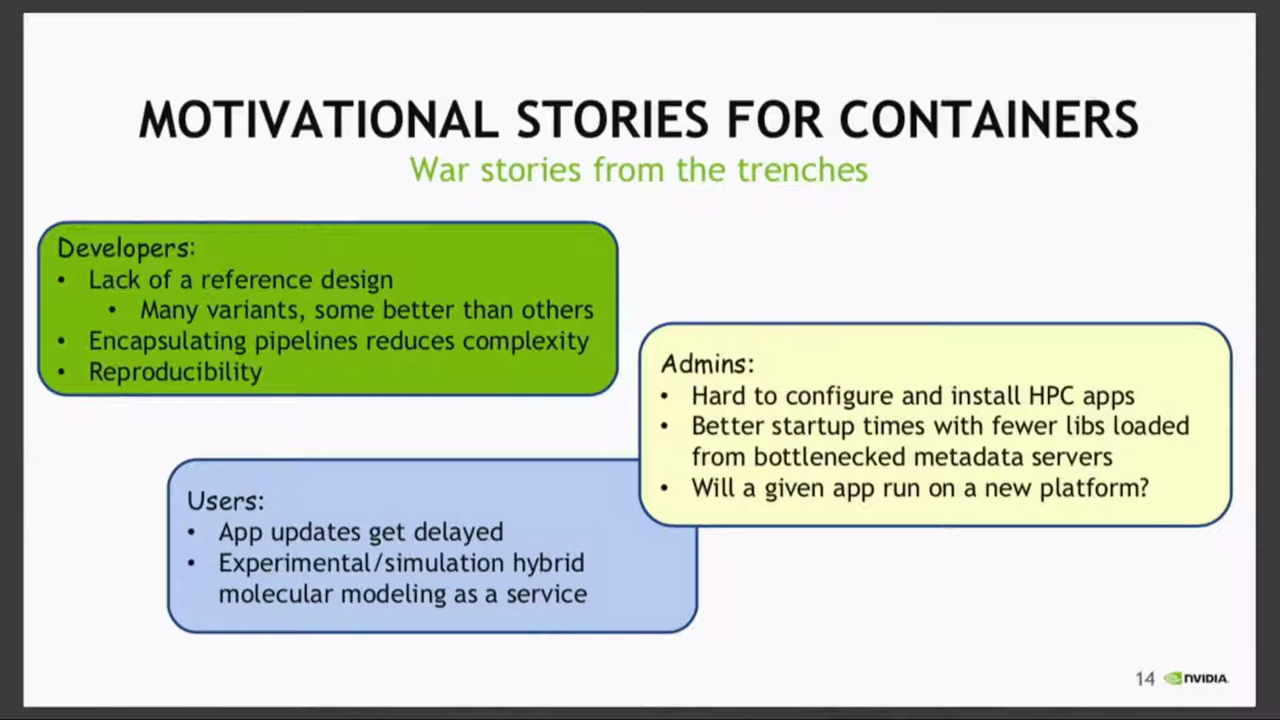 MOTIVATIONAL STORIES FOR CONTAINERS
War stories from the trenches
Developers:
• Lack of a reference design
• Many variants, some better than others
• Encapsulating pipelines reduces complexity
• Reproducibility
Admins:
• Hard to configure and install HPC apps
• Better startup times with fewer libs loaded
from bottlenecked metadata servers
• Will a given app run on a new platform?
Users:
• App updates get delayed
• Experimental/simulation hybrid
molecular modeling as a service
14 NVIDIA